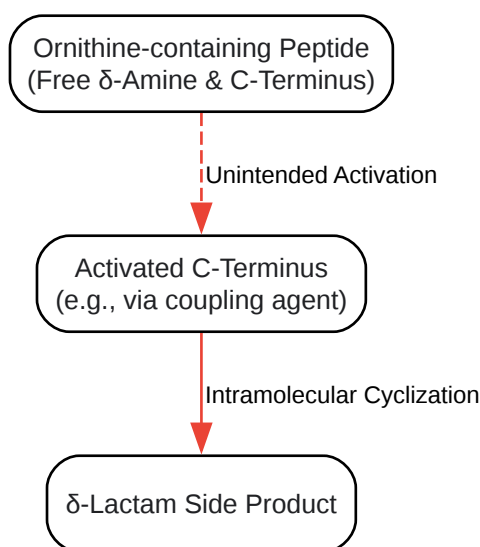 Ornithine-containing Peptide
(Free δ-Amine & C-Terminus)
Unintended Activation
Activated C-Terminus
(e.g., via coupling agent)
Intramolecular Cyclization
δ-Lactam Side Product